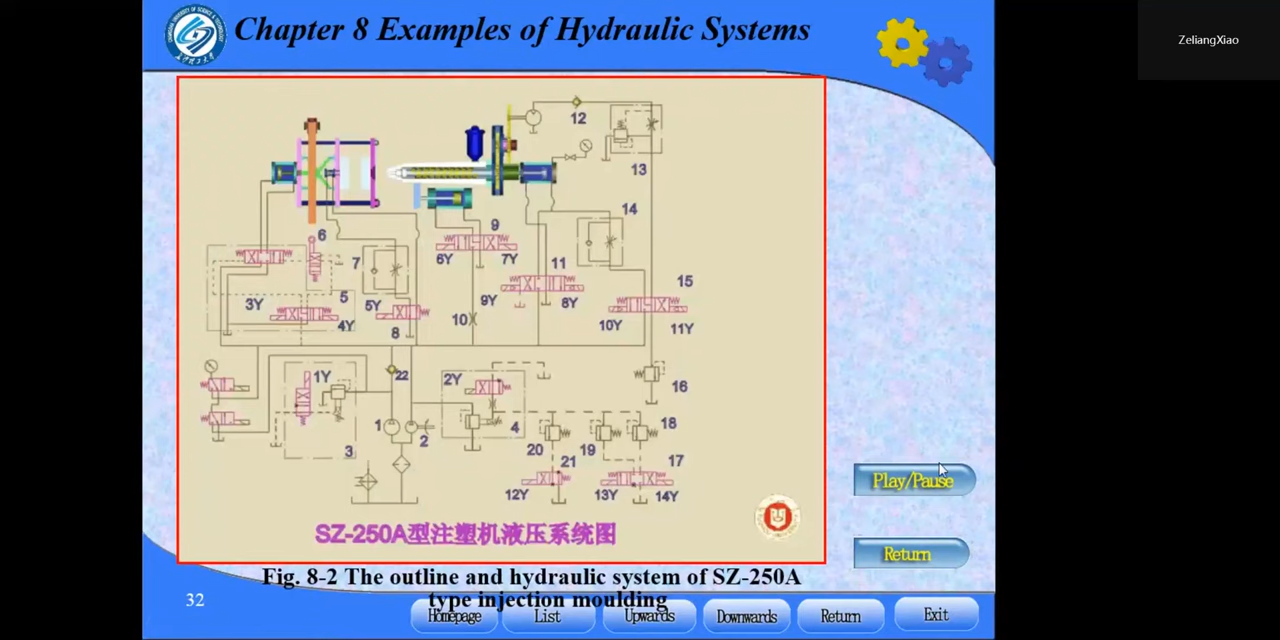 Chapter 8 Examples of Hydraulic Systems
ZeliangXiao
12
13
14
6
9
7
6Y
7Y
11
15
3Y
5
5Y
9Y
8Y
4Y
8
10
10Y
11Y
22
1Y
2Y
16
1
2
4
18
3
20
19
21
17
12Y
13Y
14Y
SZ-250A型注塑机液压系统图
Play/Pause
Return
Fig. 8-2 The outline and hydraulic system of SZ-250A
type injection moulding
32
Homepage
List
Upwards
Downwards
Return
Exit